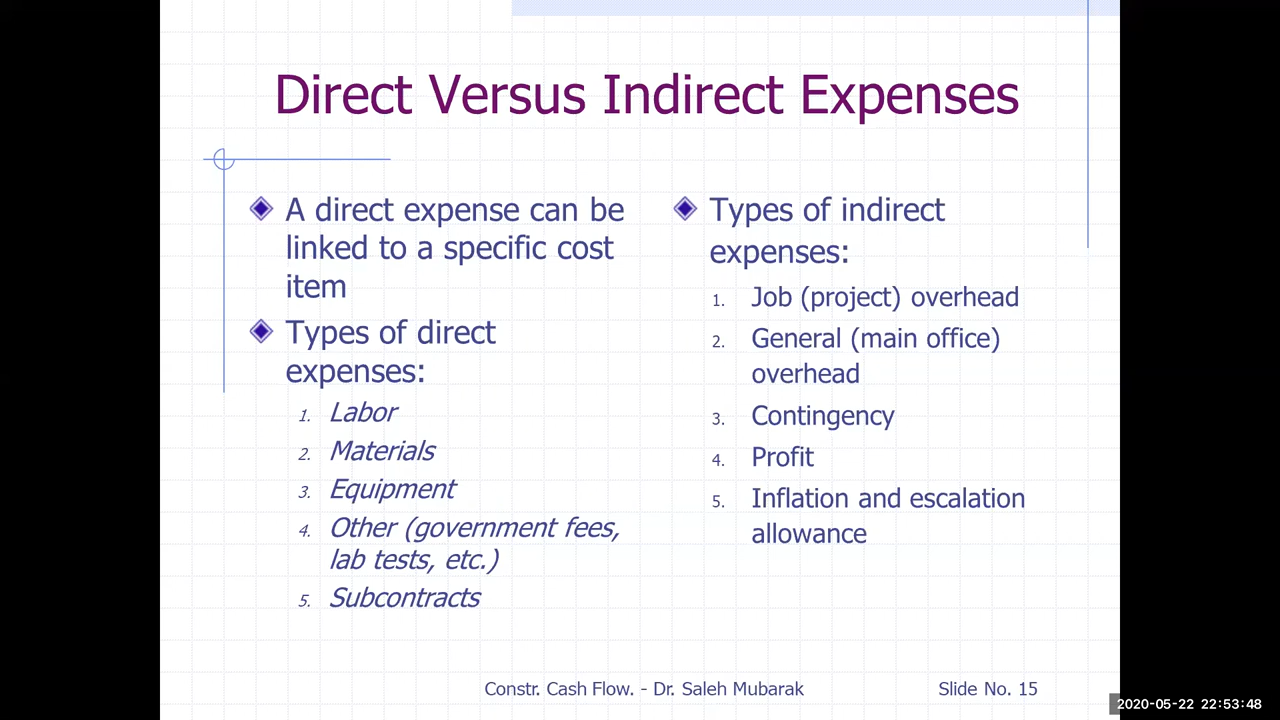 Direct Versus Indirect Expenses
A direct expense can be
linked to a specific cost
item
Types of direct
expenses:
1. Labor
2. Materials
3. Equipment
4. Other (government fees,
lab tests, etc.)
5. Subcontracts
Types of indirect
expenses:
1. Job (project) overhead
2. General (main office)
overhead
3. Contingency
4. Profit
5. Inflation and escalation
allowance
Constr. Cash Flow. - Dr. Saleh Mubarak
Slide No. 15
2020-05-22 22:53:48